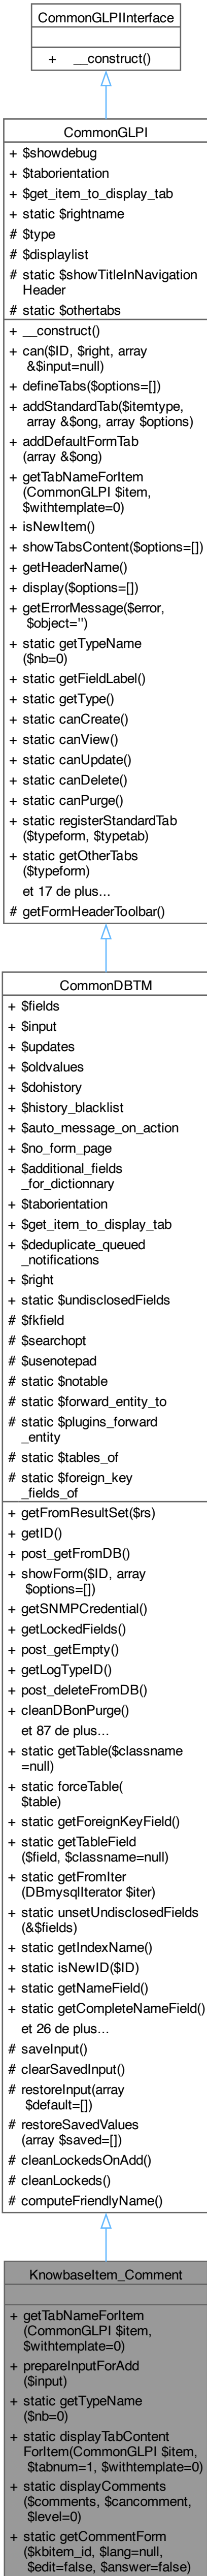 CommonGLPIInterface
+ __construct()
CommonGLPI
+ $showdebug
+ $taborientation
+ $get_item_to_display_tab
+ static $rightname
# $type
# $displaylist
# static $showTitleInNavigation
Header
# static $othertabs
+ __construct()
+ can($ID, $right, array
&$input=null)
+ defineTabs($options=[])
+ addStandardTab($itemtype,
array &$ong, array $options)
+ addDefaultFormTab
(array &$ong)
+ getTabNameForItem
(CommonGLPI $item,
$withtemplate=0)
+ isNewItem()
+ showTabsContent($options=[])
+ getHeaderName()
+ display($options=[])
+ getErrorMessage($error,
$object='')
+ static getTypeName
($nb=0)
+ static getFieldLabel()
+ static getType()
+ static canCreate()
+ static canView()
+ static canUpdate()
+ static canDelete()
+ static canPurge()
+ static registerStandardTab
($typeform, $typetab)
+ static getOtherTabs
($typeform)
et 17 de plus...
# getFormHeaderToolbar()
CommonDBTM
+ $fields
+ $input
+ $updates
+ $oldvalues
+ $dohistory
+ $history_blacklist
+ $auto_message_on_action
+ $no_form_page
+ $additional_fields
_for_dictionnary
+ $taborientation
+ $get_item_to_display_tab
+ $deduplicate_queued
_notifications
+ $right
+ static $undisclosedFields
# $fkfield
# $searchopt
# $usenotepad
# static $notable
# static $forward_entity_to
# static $plugins_forward
_entity
# static $tables_of
# static $foreign_key
_fields_of
+ getFromResultSet($rs)
+ getID()
+ post_getFromDB()
+ showForm($ID, array
$options=[])
+ getSNMPCredential()
+ getLockedFields()
+ post_getEmpty()
+ getLogTypeID()
+ post_deleteFromDB()
+ cleanDBonPurge()
et 87 de plus...
+ static getTable($classname
=null)
+ static forceTable(
$table)
+ static getForeignKeyField()
+ static getTableField
($field, $classname=null)
+ static getFromIter
(DBmysqlIterator $iter)
+ static unsetUndisclosedFields
(&$fields)
+ static getIndexName()
+ static isNewID($ID)
+ static getNameField()
+ static getCompleteNameField()
et 26 de plus...
# saveInput()
# clearSavedInput()
# restoreInput(array
$default=[])
# restoreSavedValues
(array $saved=[])
# cleanLockedsOnAdd()
# cleanLockeds()
# computeFriendlyName()
KnowbaseItem_Comment
+ getTabNameForItem
(CommonGLPI $item,
$withtemplate=0)
+ prepareInputForAdd
($input)
+ static getTypeName
($nb=0)
+ static displayTabContent
ForItem(CommonGLPI $item,
$tabnum=1, $withtemplate=0)
+ static displayComments
($comments, $cancomment,
$level=0)
+ static getCommentForm
($kbitem_id, $lang=null,
$edit=false, $answer=false)